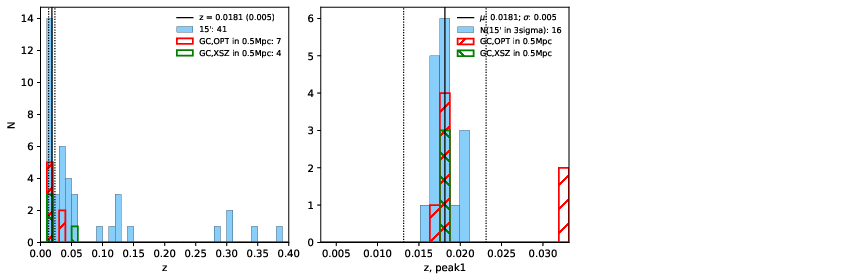 z = 0.0181 (0.005)
15': 41
GC,OPT in 0.5Mpc: 7
GC,XSZ in 0.5Mpc: 4
14
12
10
8
6
4
2
0
N
0.00 0.05 0.10 0.15 0.20 0.25 0.30 0.35 0.40
z
μ: 0.0181; σ: 0.005
N(15' in 3sigma): 16
GC,OPT in 0.5Mpc
GC,XSZ in 0.5Mpc
6
5
4
3
2
1
0
0.005 0.010 0.015 0.020 0.025 0.030
z, peak1